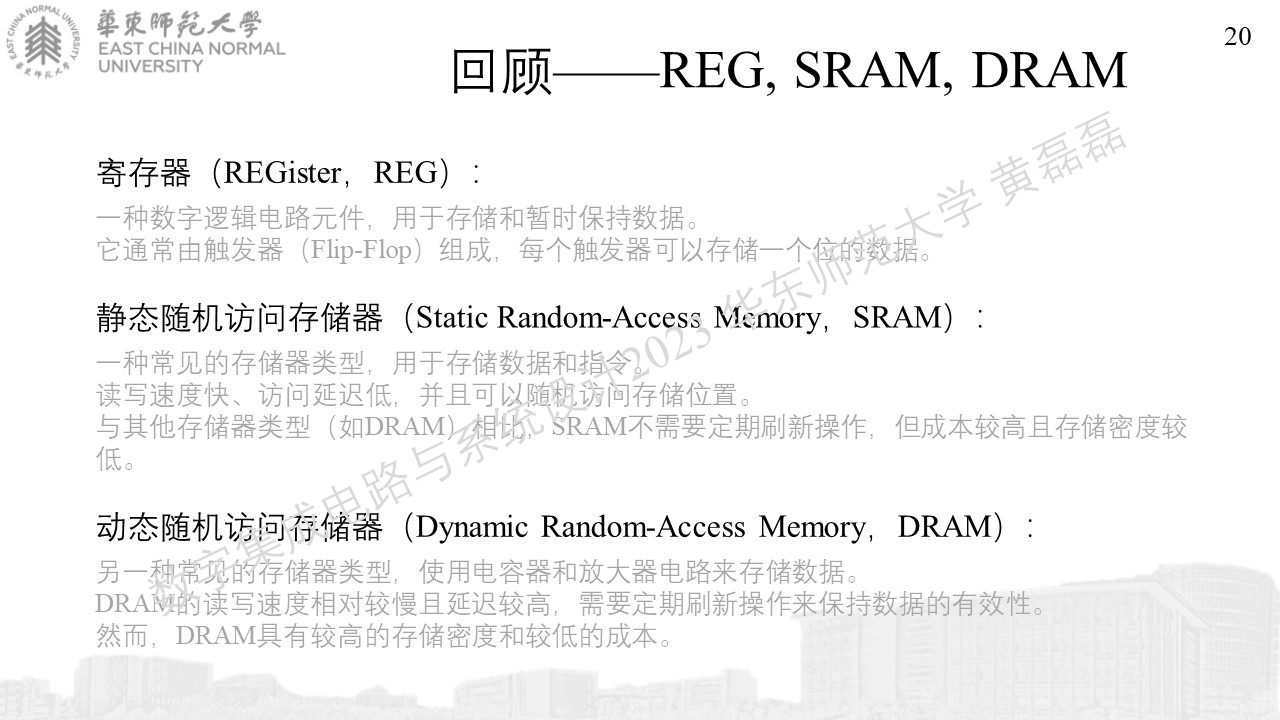 華東師範大學
EAST CHINA NORMAL
UNIVERSITY
20
回顾——REG, SRAM, DRAM
寄存器（REGister，REG）：
一种数字逻辑电路元件，用于存储和暂时保持数据。
它通常由触发器（Flip-Flop）组成，每个触发器可以存储一个位的数据。
静态随机访问存储器（Static Random-Access Memory，SRAM）：
一种常见的存储器类型，用于存储数据和指令。
读写速度快、访问延迟低，并且可以随机访问存储位置。
与其他存储器类型（如DRAM）相比，SRAM不需要定期刷新操作，但成本较高且存储密度较
低。
动态随机访问存储器（Dynamic Random-Access Memory，DRAM）：
另一种常见的存储器类型，使用电容器和放大器电路来存储数据。
DRAM的读写速度相对较慢且延迟较高，需要定期刷新操作来保持数据的有效性。
然而，DRAM具有较高的存储密度和较低的成本。
数字集成电路与系统设计2023 华东师范大学 黄磊磊